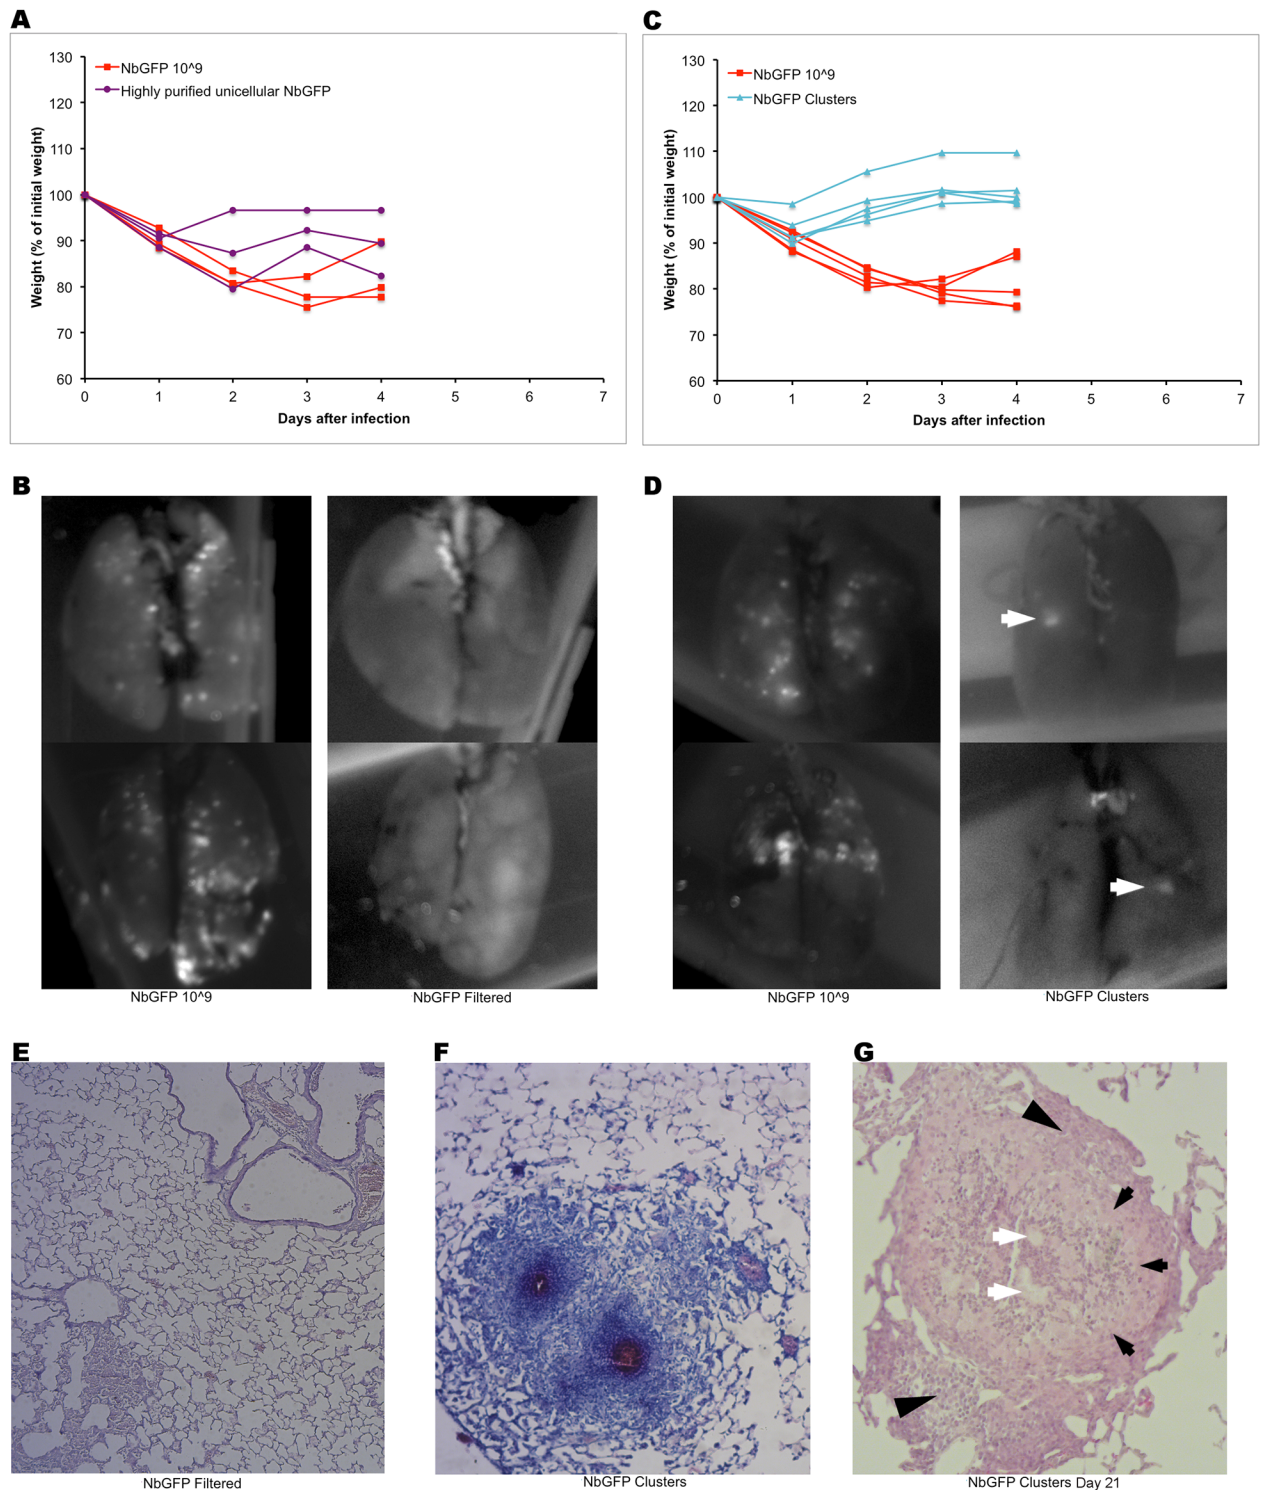 A
130
120
110
100
90
80
70
60
Weight (% of initial weight)
NbGFP 10^9
Highly purified unicellular NbGFP
0 1 2 3 4 5 6 7
Days after infection
C
130
120
110
100
90
80
70
60
Weight (% of initial weight)
NbGFP 10^9
NbGFP Clusters
0 1 2 3 4 5 6 7
Days after infection
B
NbGFP 10^9
NbGFP Filtered
D
NbGFP 10^9
NbGFP Clusters
E
NbGFP Filtered
F
NbGFP Clusters
G
NbGFP Clusters Day 21